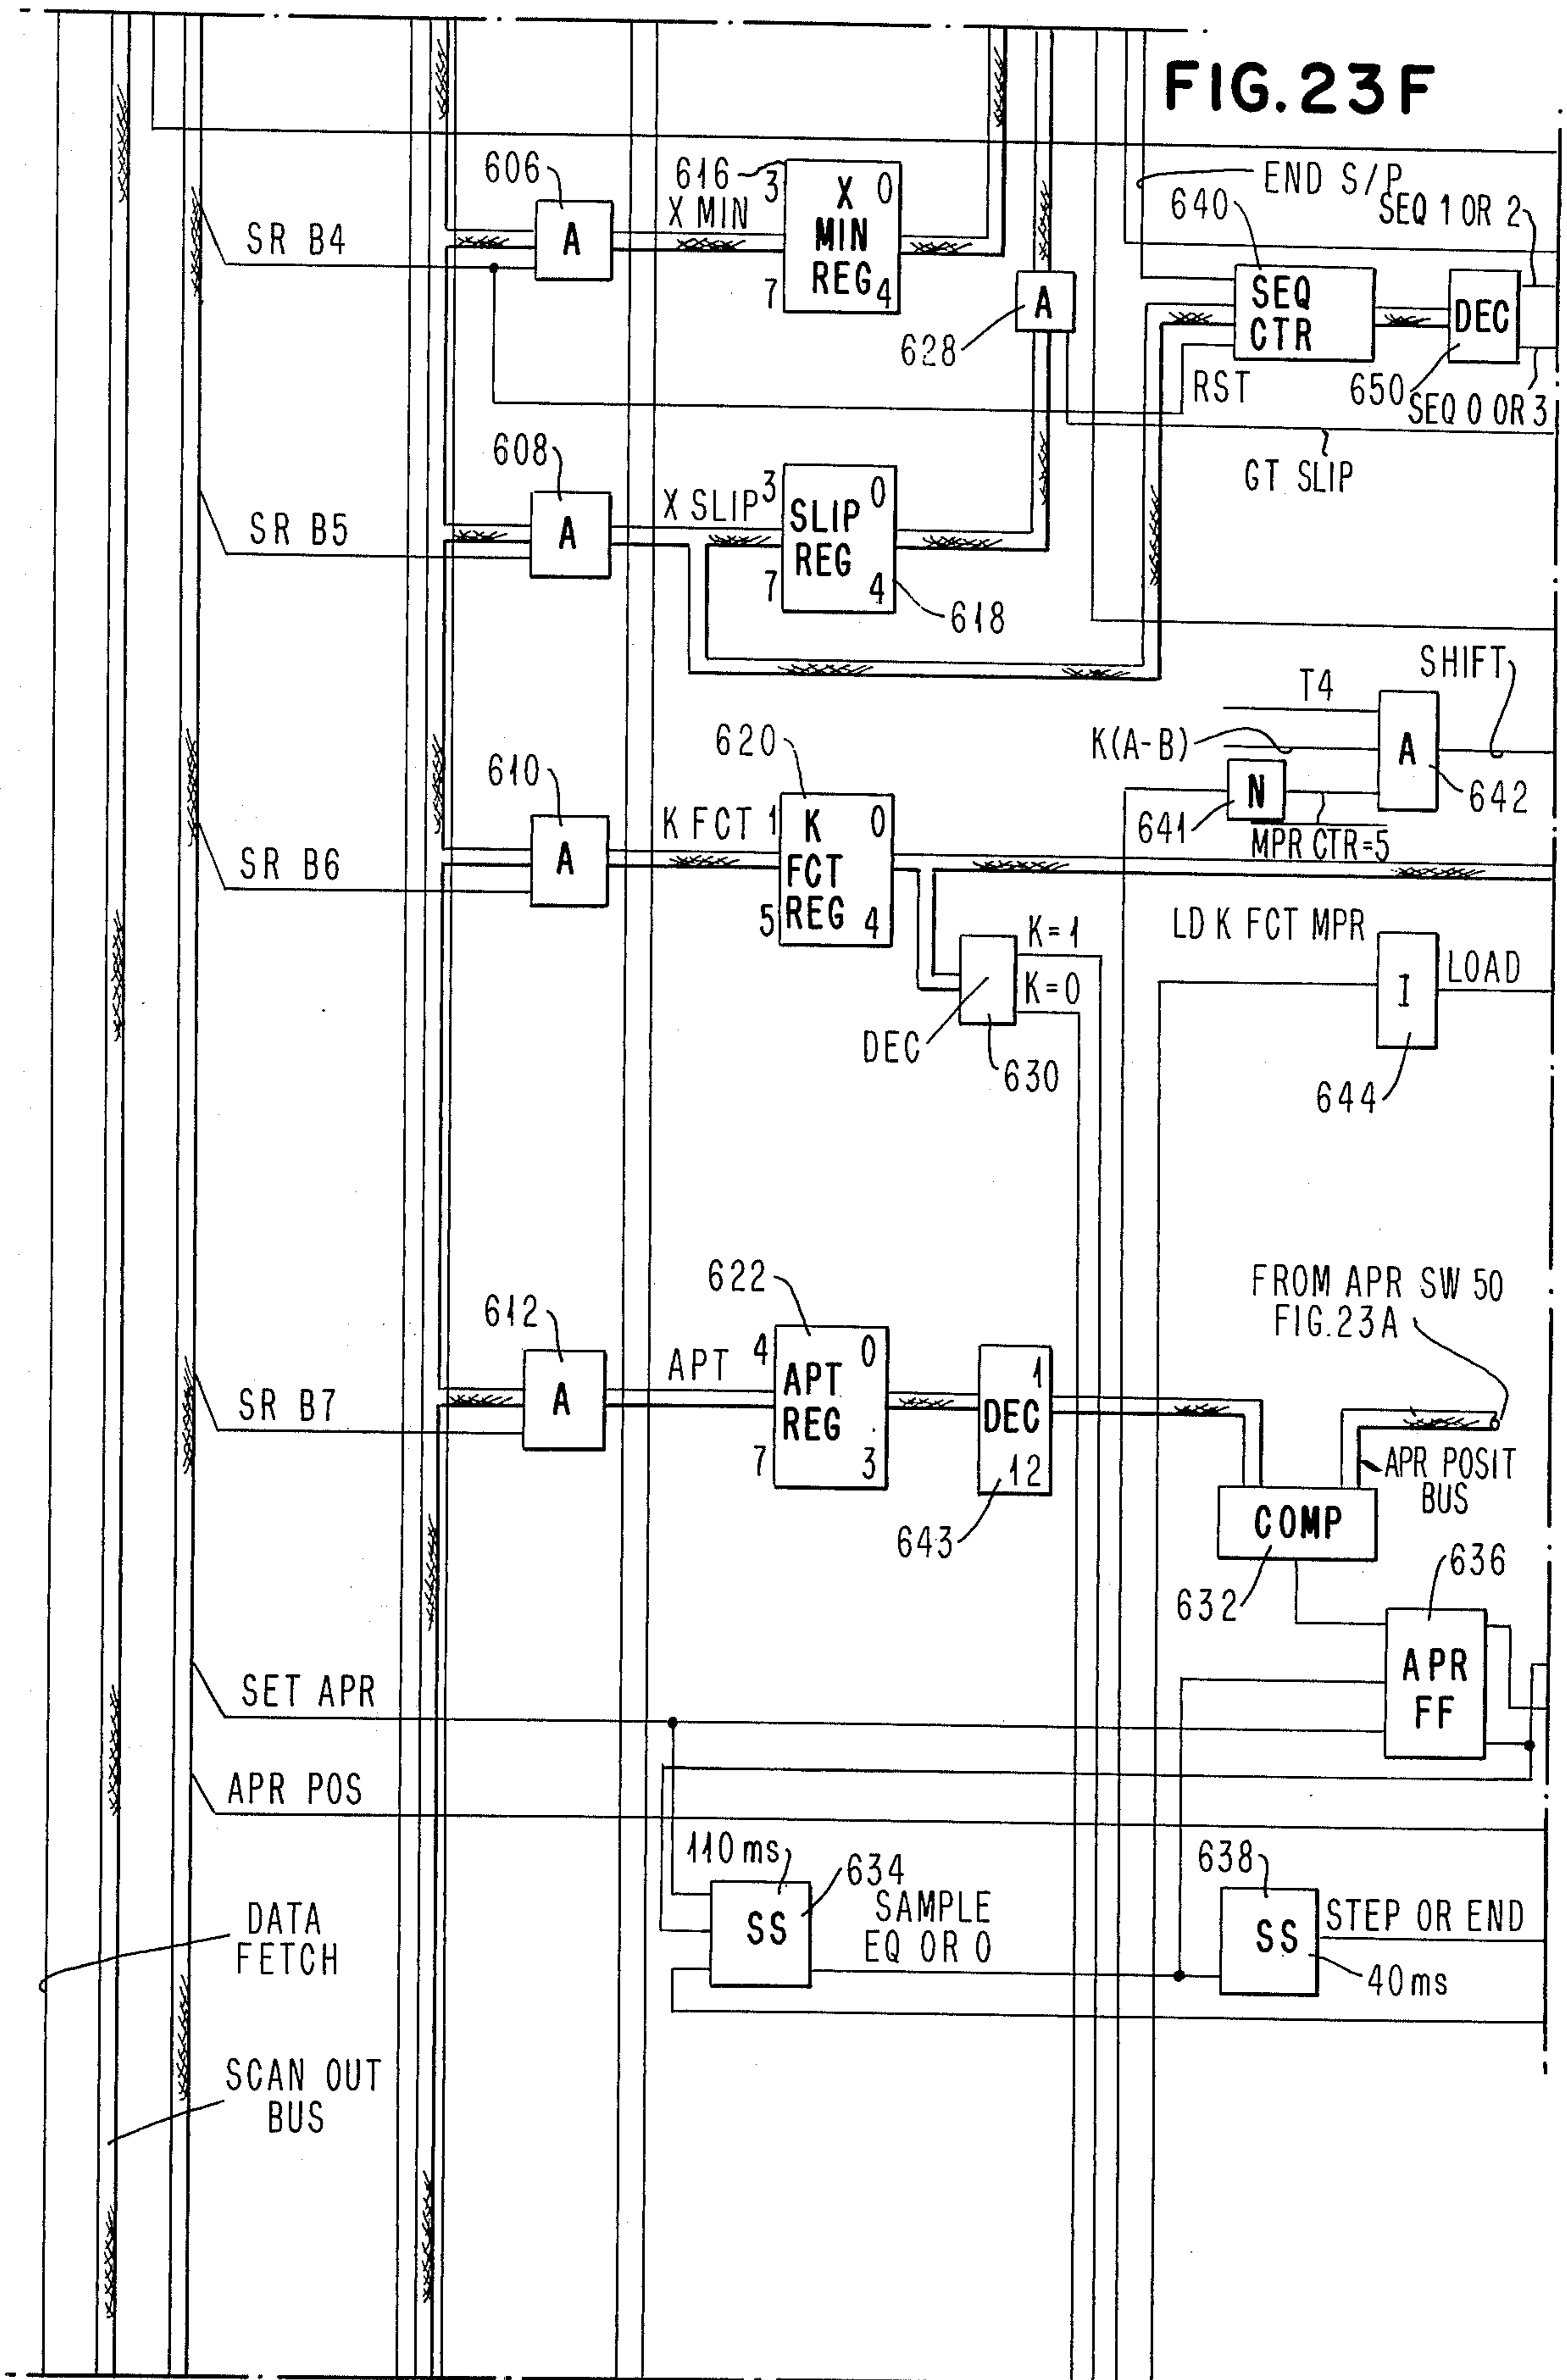 FIG. 23F
606
616
3
0
X MIN
X
MIN
REG
7
4
A
SR B4
END S/P
640
SEQ 1 OR 2
SEQ
CTR
DEC
A
628
RST
650
SEQ 0 OR 3
GT SLIP
608
X SLIP
3
0
SLIP
REG
7
4
A
SR B5
618
SHIFT
T4
K(A-B)
A
N
641
642
MPR CTR=5
610
620
K FCT
1
0
K
FCT
REG
5
4
A
SR B6
K=1
K=0
DEC
630
LD K FCT MPR
I
LOAD
644
612
622
APT
4
0
APT
REG
7
3
A
SR B7
1
DEC
12
643
FROM APR SW 50
FIG.23A
APR POSIT
BUS
COMP
632
636
APR
FF
SET APR
APR POS
110 ms
634
SS
SAMPLE
EQ OR 0
638
SS
STEP OR END
40 ms
DATA
FETCH
SCAN OUT
BUS